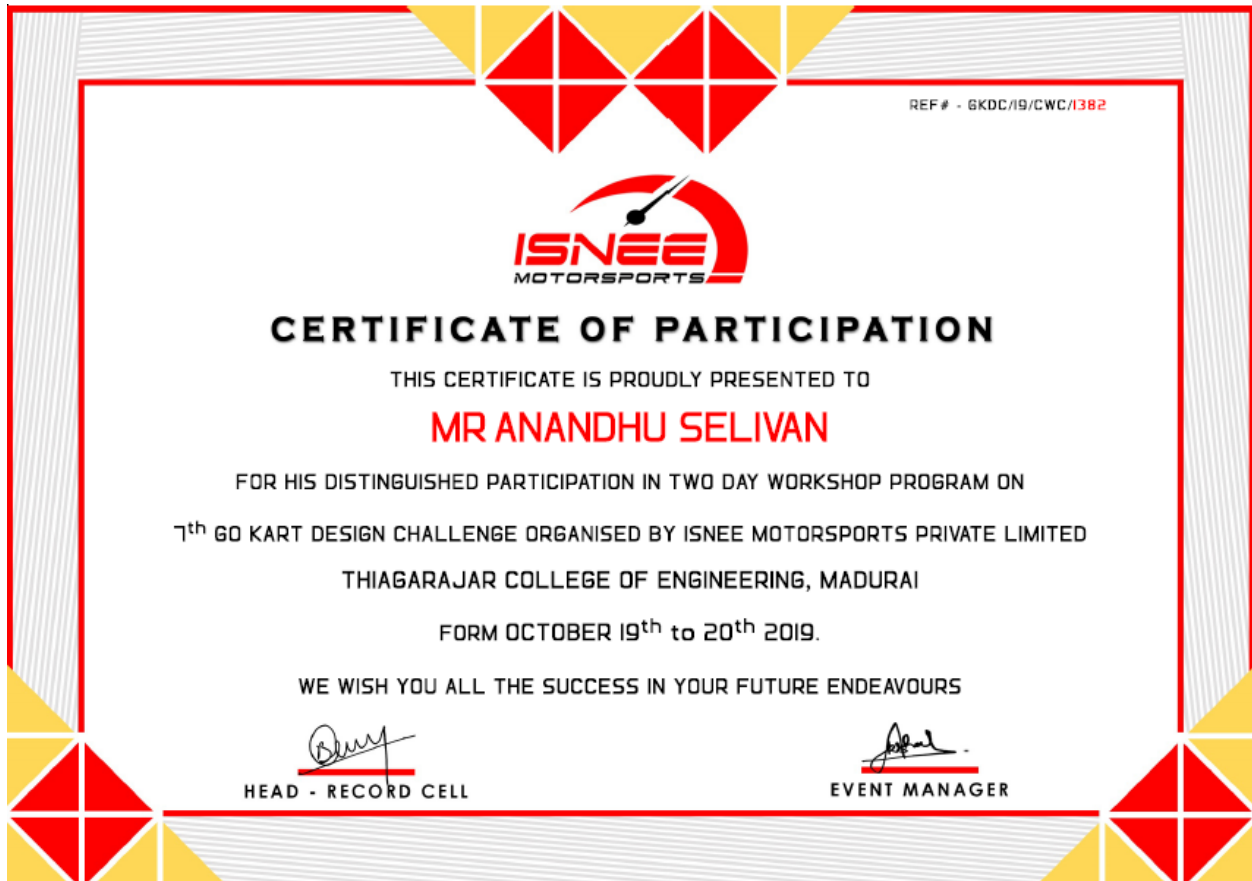 REF# - GKDC/19/CWC/1382
ISNEE
MOTORSPORTS
CERTIFICATE OF PARTICIPATION
THIS CERTIFICATE IS PROUDLY PRESENTED TO
MR ANANDHU SELIVAN
FOR HIS DISTINGUISHED PARTICIPATION IN TWO DAY WORKSHOP PROGRAM ON
7th GO KART DESIGN CHALLENGE ORGANISED BY ISNEE MOTORSPORTS PRIVATE LIMITED
THIAGARAJAR COLLEGE OF ENGINEERING, MADURAI
FORM OCTOBER 19th to 20th 2019.
WE WISH YOU ALL THE SUCCESS IN YOUR FUTURE ENDEAVOURS
HEAD - RECORD CELL
EVENT MANAGER